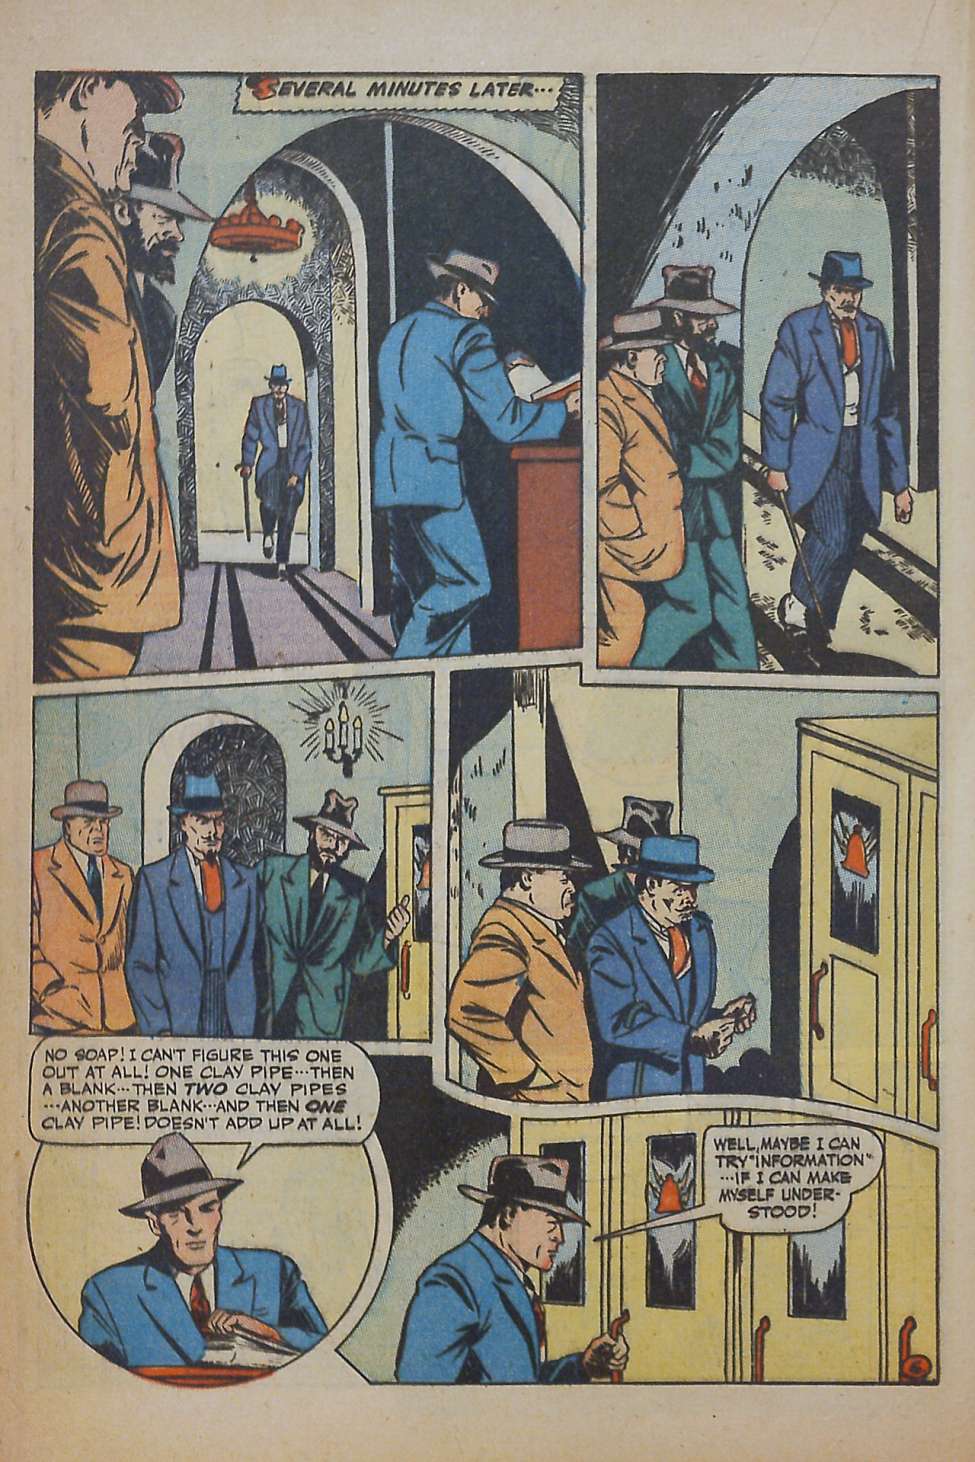 SEVERAL MINUTES LATER...
NO SOAP! I CAN'T FIGURE THIS ONE
OUT AT ALL! ONE CLAY PIPE...THEN
A BLANK...THEN TWO CLAY PIPES
...ANOTHER BLANK...AND THEN ONE
CLAY PIPE! DOESN'T ADD UP AT ALL!
WELL, MAYBE I CAN
TRY "INFORMATION"
...IF I CAN MAKE
MYSELF UNDER-
STOOD!
6